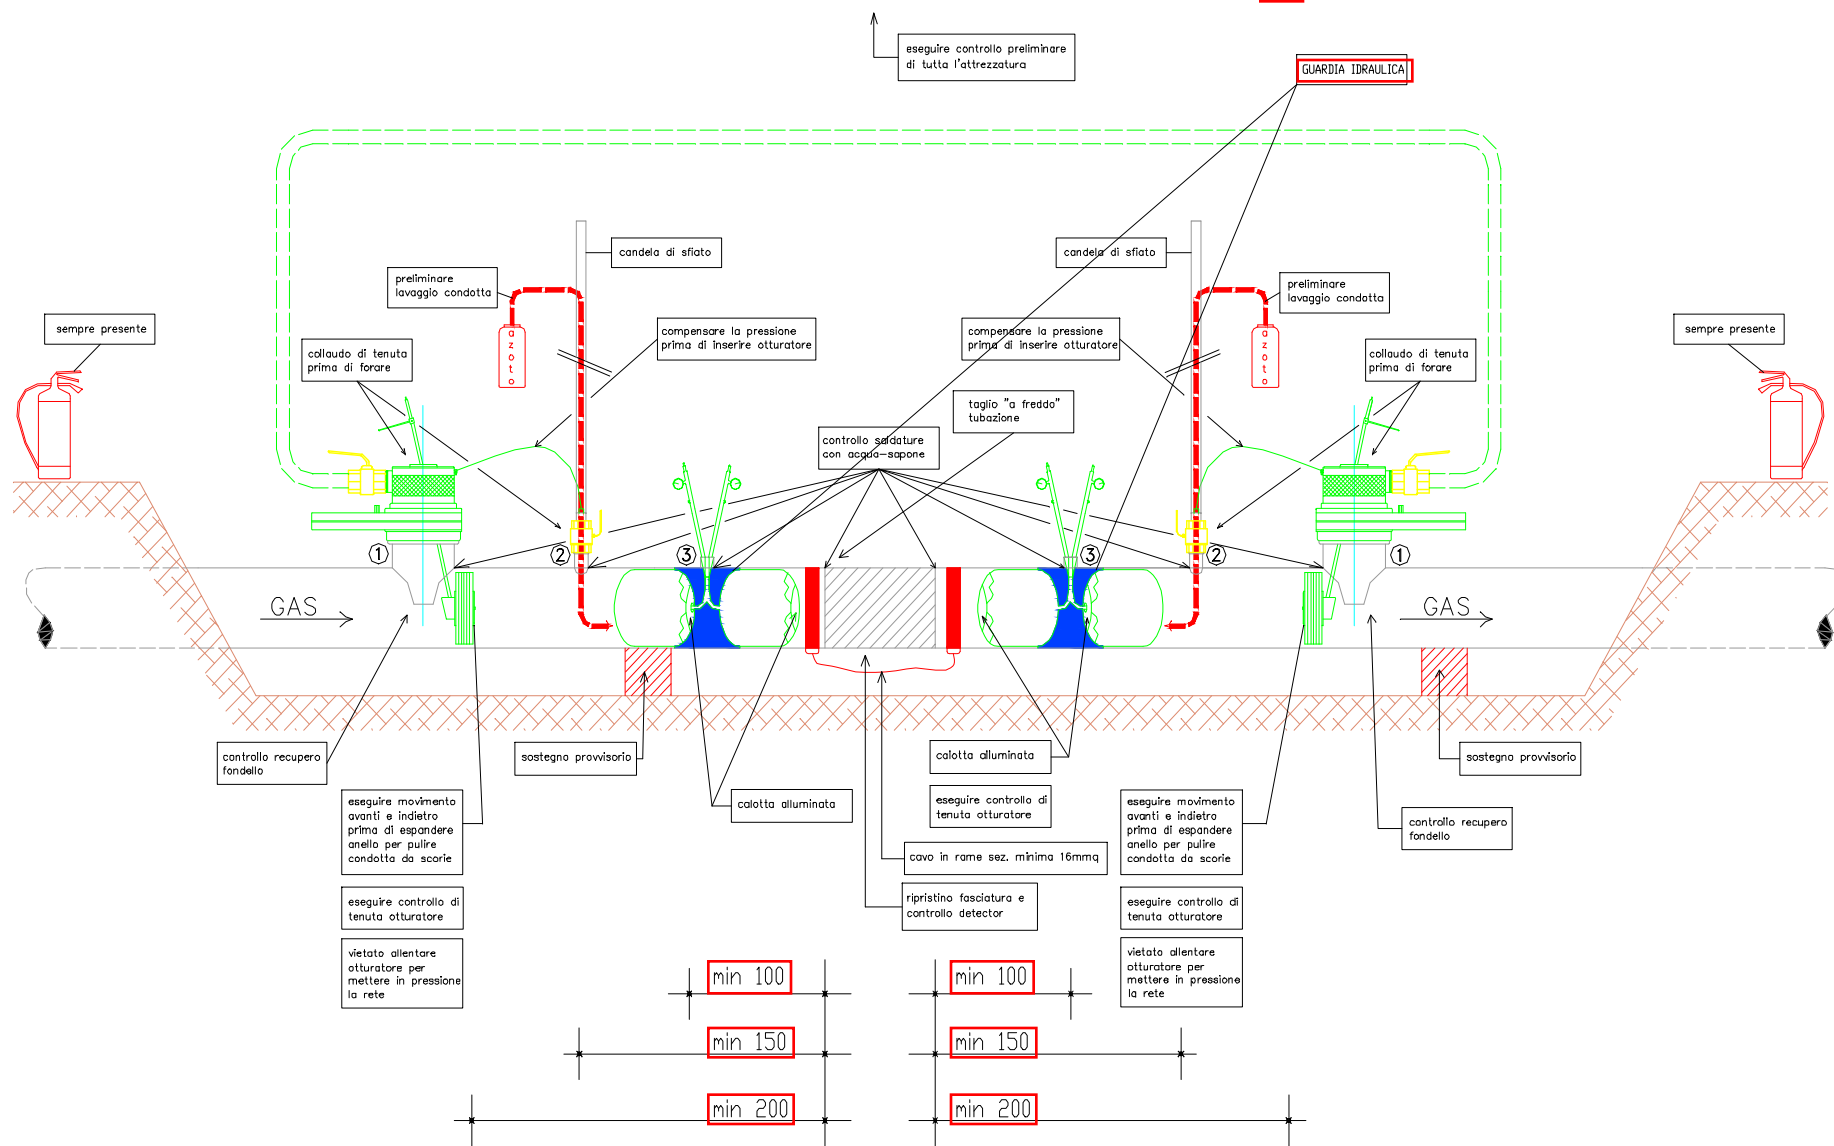 eseguire controllo preliminare
di tutta l'attrezzatura
GUARDIA IDRAULICA
candela di sfiato
candela di sfiato
preliminare
lavaggio condotta
preliminare
lavaggio condotta
sempre presente
compensare la pressione
prima di inserire otturatore
compensare la pressione
prima di inserire otturatore
sempre presente
azoto
azoto
collaudo di tenuta
prima di forare
collaudo di tenuta
prima di forare
taglio "a freddo"
tubazione
controllo saldature
con acqua-sapone
1
2
3
3
2
1
GAS
GAS
controllo recupero
fondello
sostegno provvisorio
calotta alluminata
sostegno provvisorio
eseguire movimento
avanti e indietro
prima di espandere
anello per pulire
condotta da scorie
calotta alluminata
eseguire controllo di
tenuta otturatore
eseguire movimento
avanti e indietro
prima di espandere
anello per pulire
condotta da scorie
controllo recupero
fondello
cavo in rame sez. minima 16mmq
ripristino fasciatura e
controllo detector
eseguire controllo di
tenuta otturatore
eseguire controllo di
tenuta otturatore
vietato allentare
otturatore per
mettere in pressione
la rete
vietato allentare
otturatore per
mettere in pressione
la rete
min 100
min 100
min 150
min 150
min 200
min 200